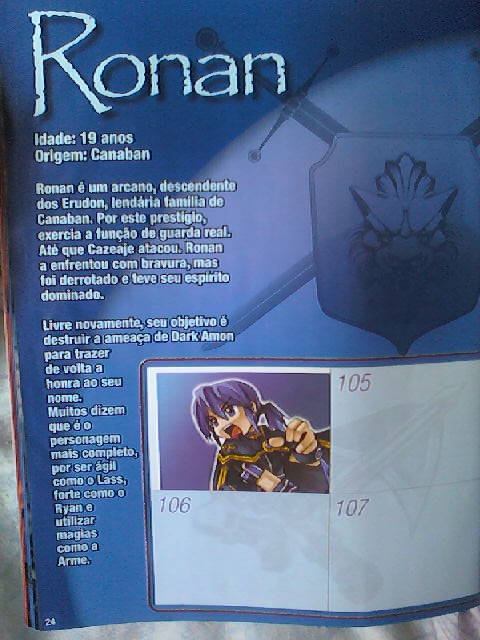 Ronan
Idade: 19 anos
Origem: Canaban
Ronan é um arcano, descendente
dos Erudon, lendária família de
Canaban. Por este prestígio,
exercia a função de guarda real.
Até que Cazeaje atacou. Ronan
a enfrentou com bravura, mas
foi derrotado e teve seu espírito
dominado.
Livre novamente, seu objetivo é
destruir a ameaça de Dark Amon
para trazer
de volta a
honra ao seu
nome.
Muitos dizem
que é o
personagem
mais completo,
por ser ágil
como o Lass,
forte como o
Ryan e
utilizar
magias
como a
Arme.
105
106
107
24